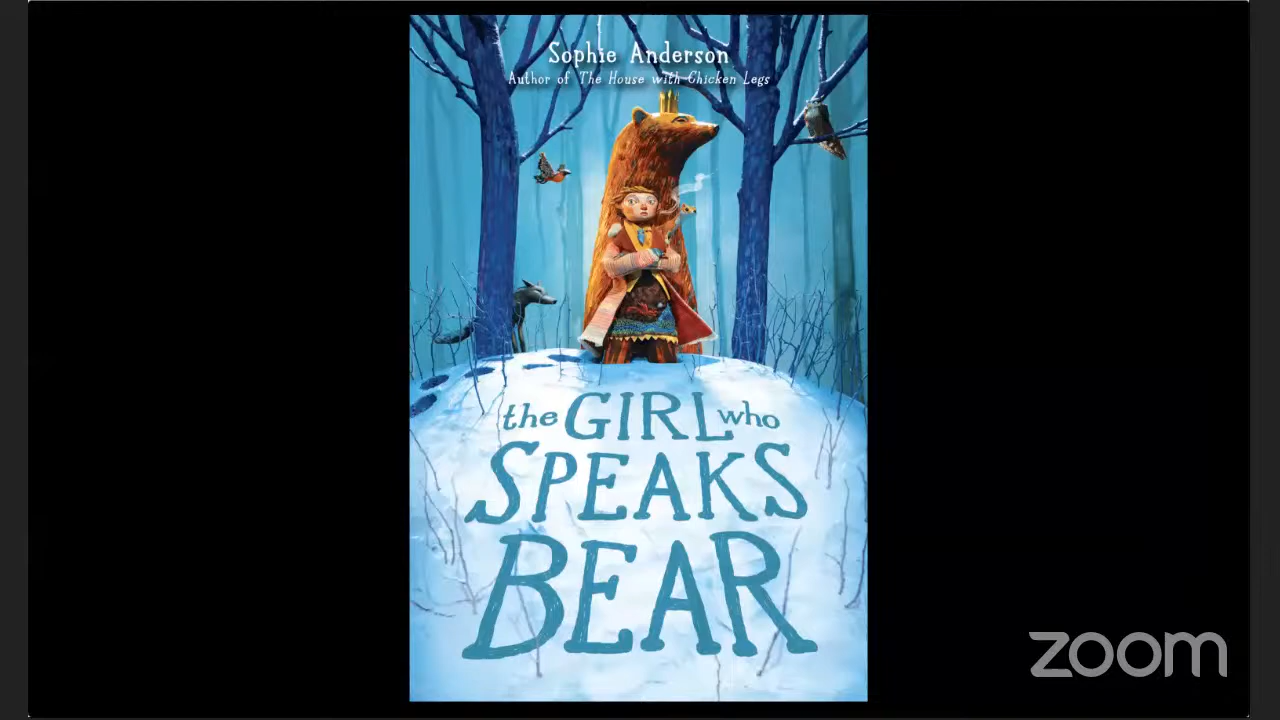 Sophie Anderson
Author of The House with Chicken Legs
the GIRL who
SPEAKS
BEAR
zoom